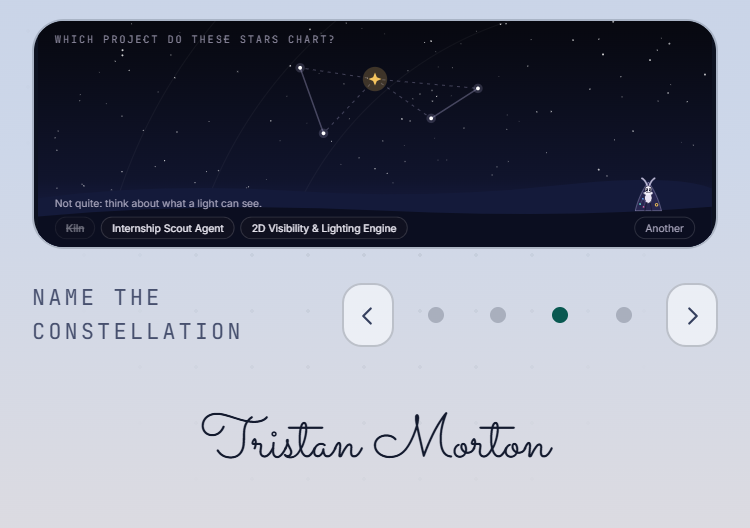 WHICH PROJECT DO THESE STARS CHART?
Not quite: think about what a light can see.
Kiln
Internship Scout Agent
2D Visibility & Lighting Engine
Another
NAME THE
CONSTELLATION
Tristan Morton